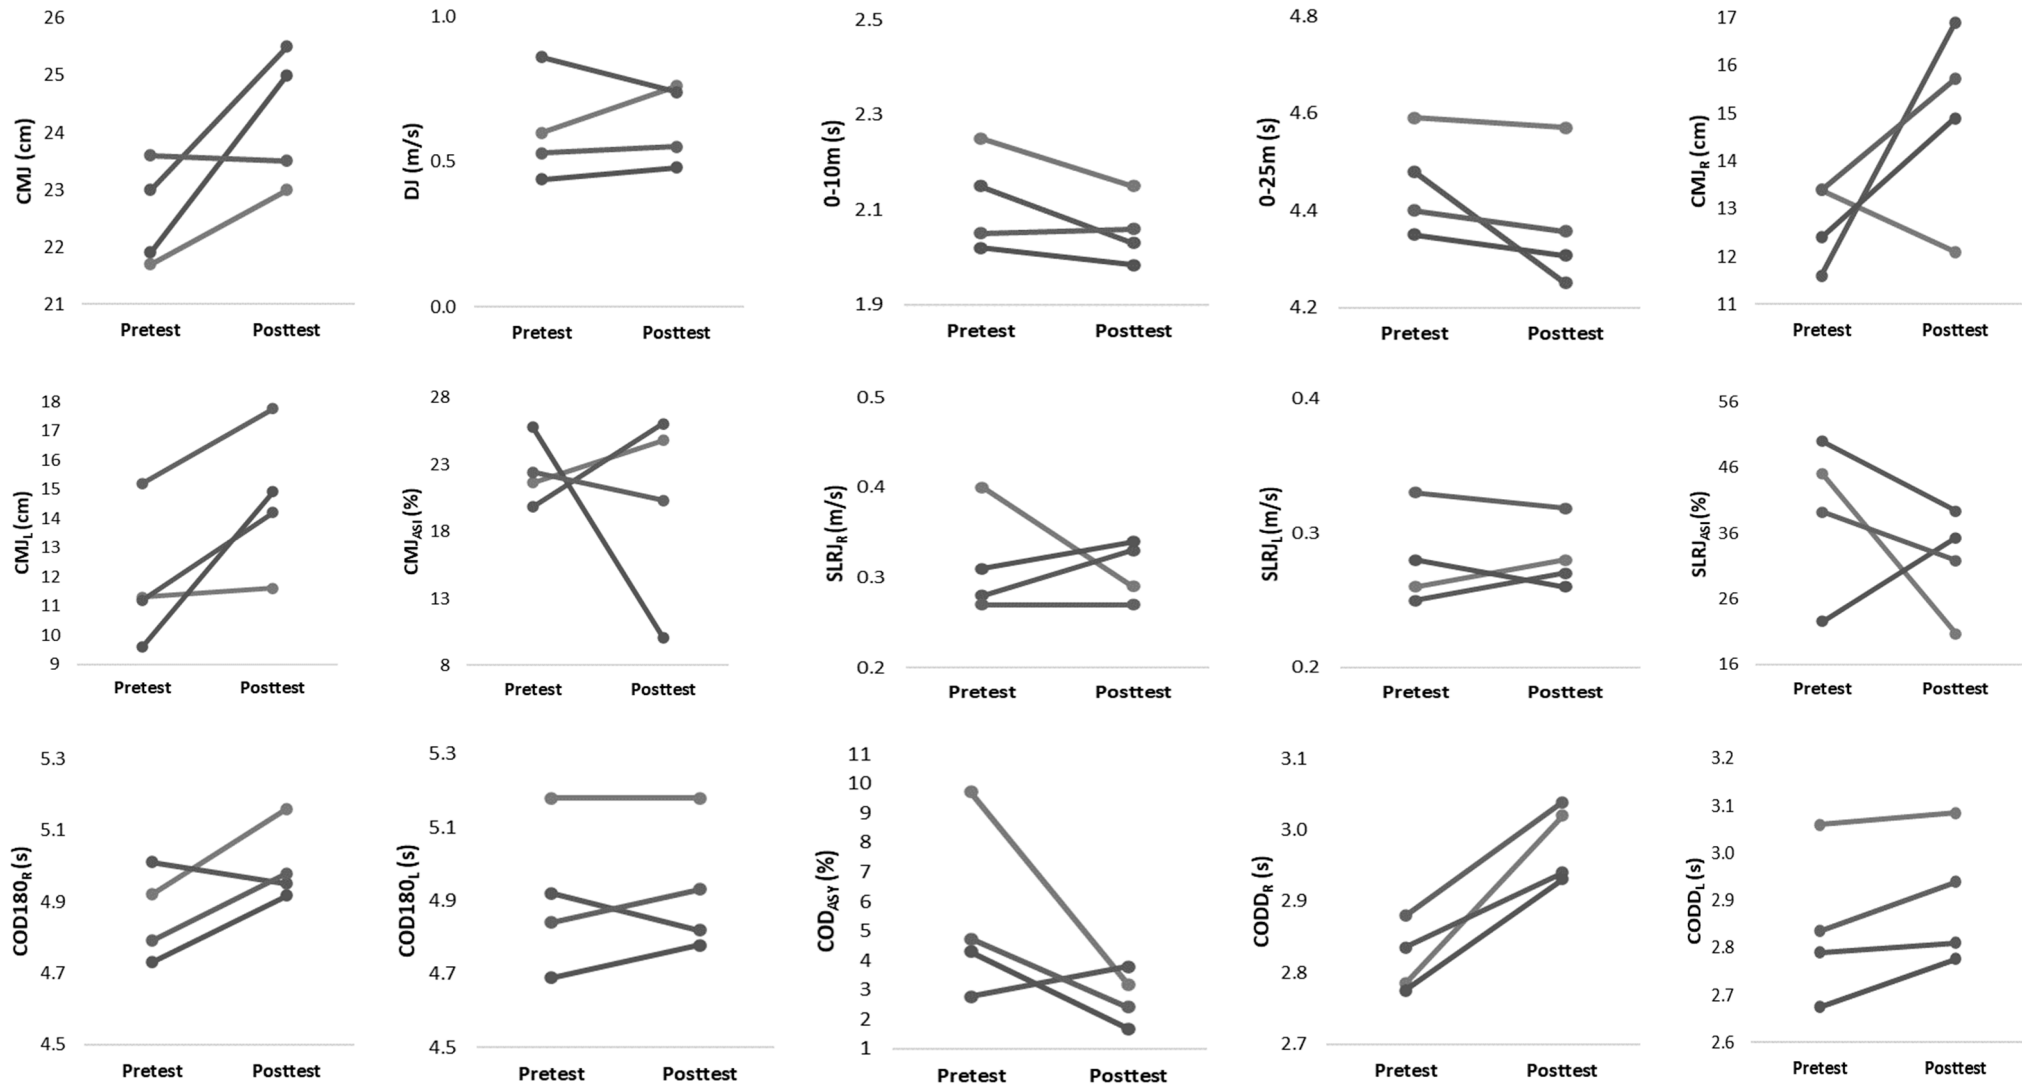 CMJ (cm)
26
25
24
23
22
21
Pretest Posttest
DJ (m/s)
1.0
0.5
0.0
Pretest Posttest
0-10m (s)
2.5
2.3
2.1
1.9
Pretest Posttest
0-25m (s)
4.8
4.6
4.4
4.2
Pretest Posttest
CMJR (cm)
17
16
15
14
13
12
11
Pretest Posttest
CMJL (cm)
18
17
16
15
14
13
12
11
10
9
Pretest Posttest
CMJASI (%)
28
23
18
13
8
Pretest Posttest
SLRJR (m/s)
0.5
0.4
0.3
0.2
Pretest Posttest
SLRJL (m/s)
0.4
0.3
0.2
Pretest Posttest
SLRJASI (%)
56
46
36
26
16
Pretest Posttest
COD180R (s)
5.3
5.1
4.9
4.7
4.5
Pretest Posttest
COD180L (s)
5.3
5.1
4.9
4.7
4.5
Pretest Posttest
CODASY (%)
11
10
9
8
7
6
5
4
3
2
1
Pretest Posttest
CODDR (s)
3.1
3.0
2.9
2.8
2.7
Pretest Posttest
CODDL (s)
3.2
3.1
3.0
2.9
2.8
2.7
2.6
Pretest Posttest